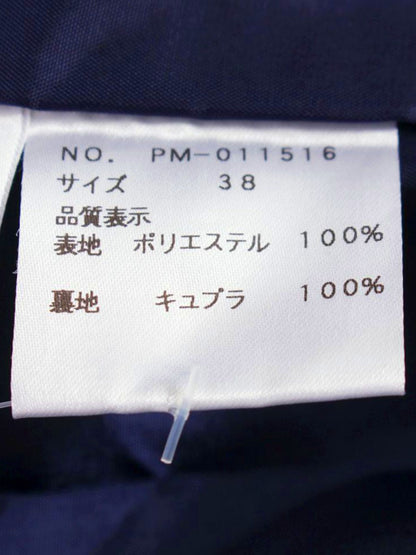 NO. PM-011516
サイズ 38
品質表示
表地 ポリエステル 100%
裏地 キュプラ 100%